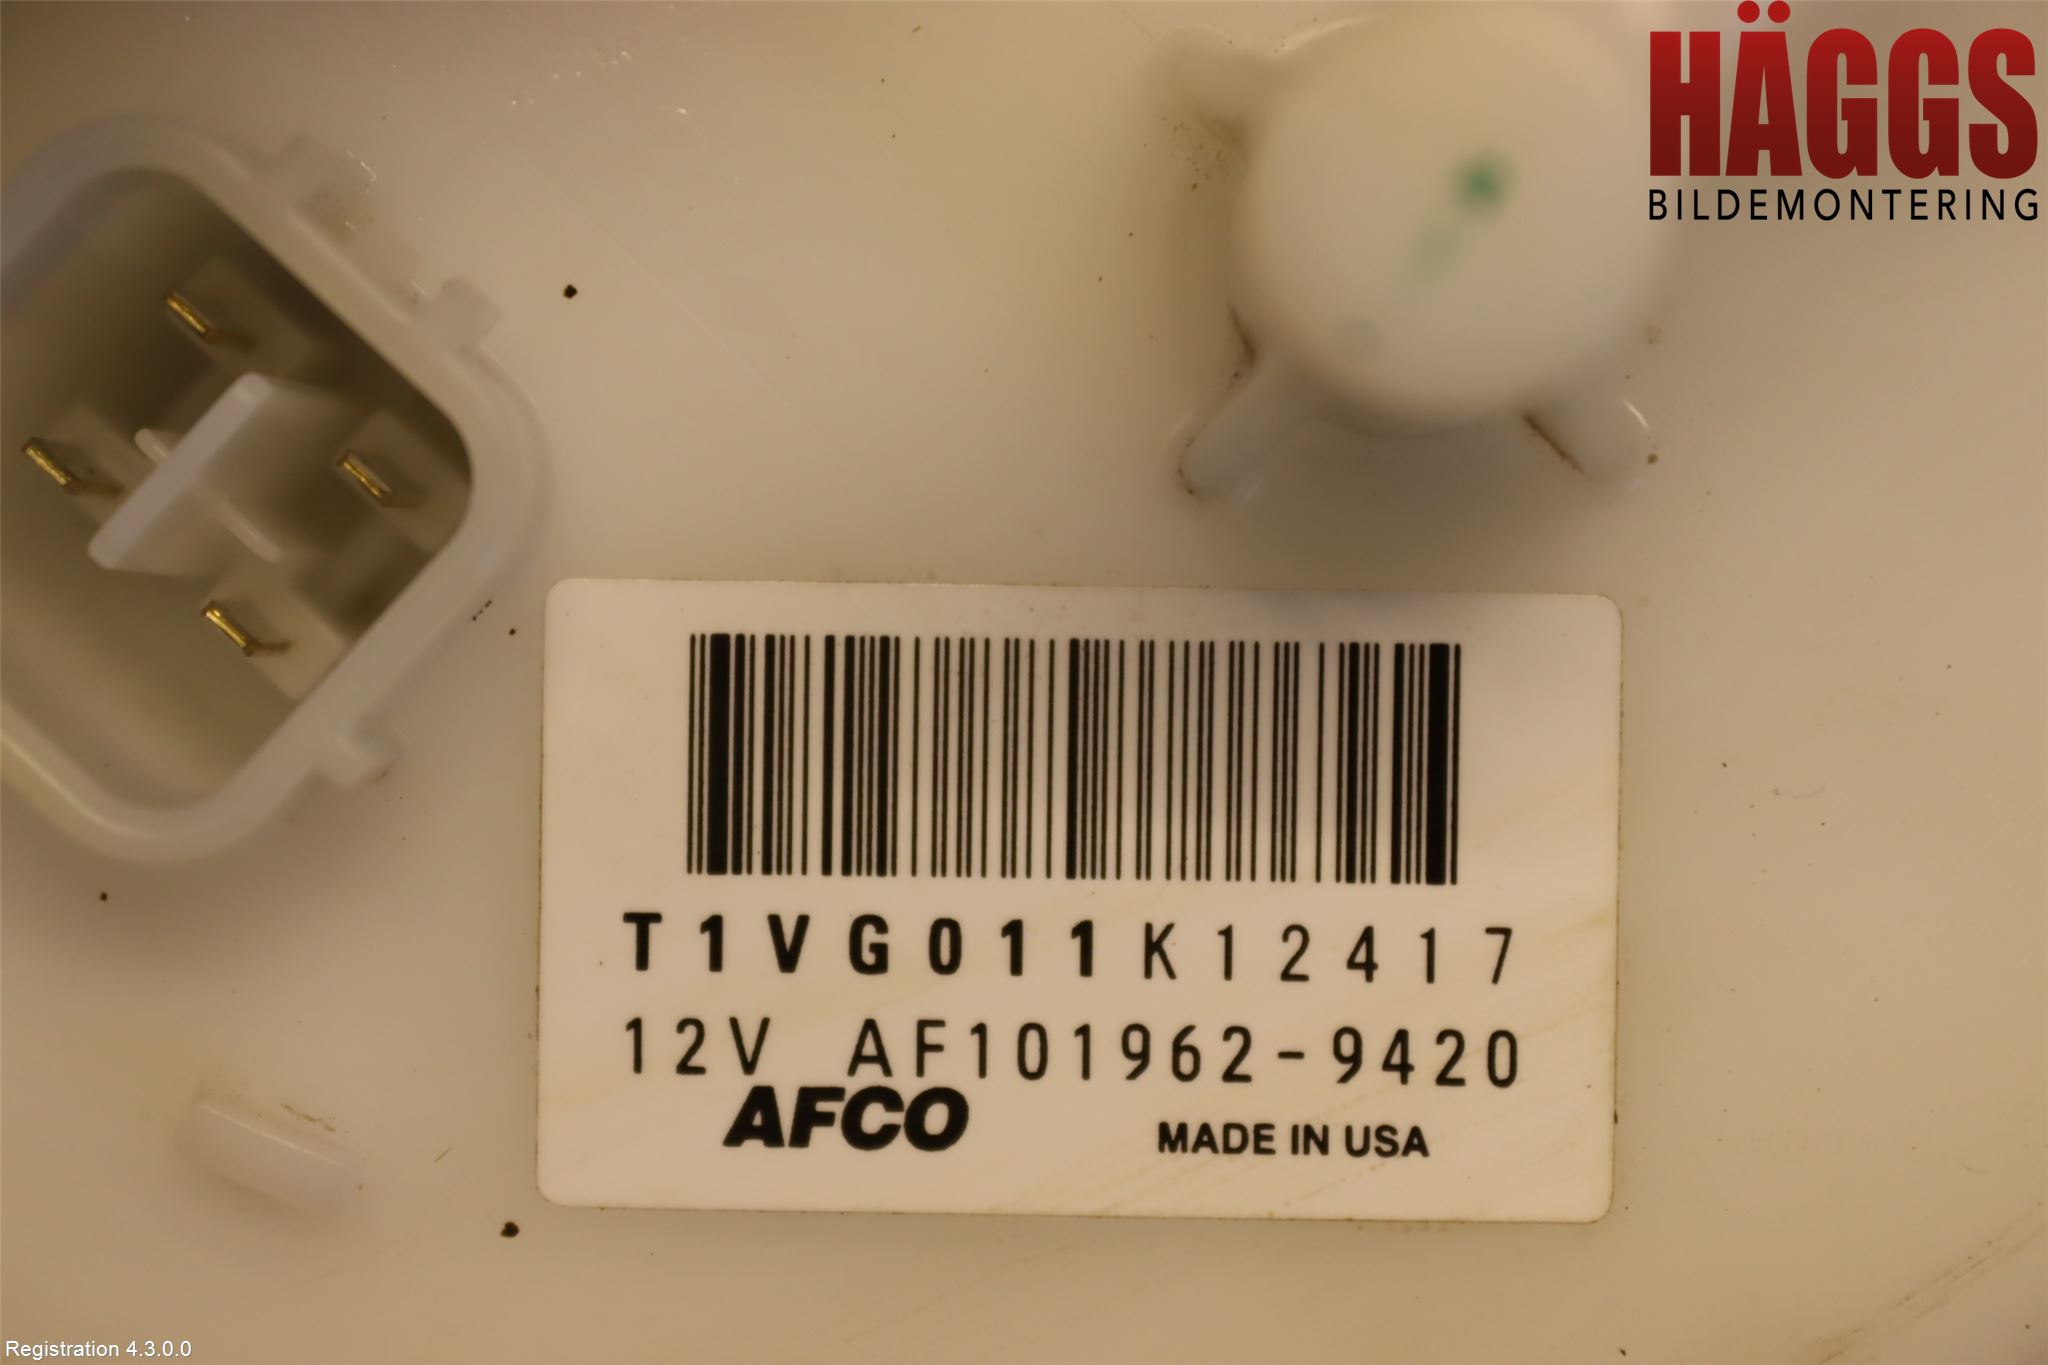 HÄGGS
BILDEMONTERING
T1VG011K12417
12V AF101962-9420
AFCO MADE IN USA
Registration 4.3.0.0